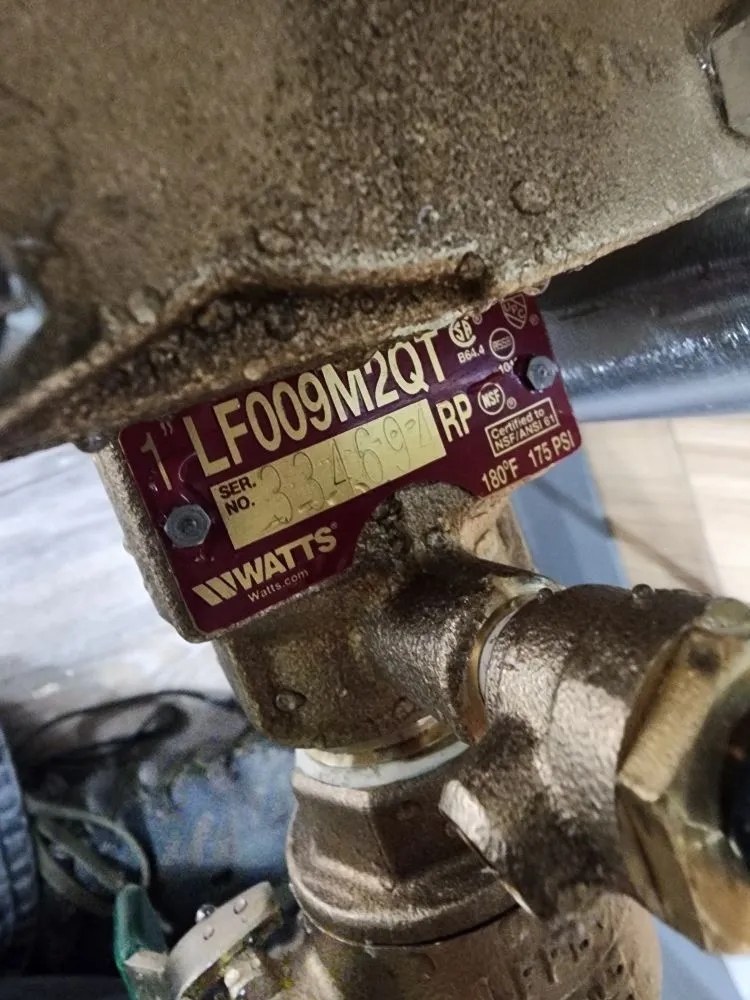 1" LF009M2QT
SER.
NO. 334694
RP
B64.4
NSF®
Certified to
NSF/ANSI 61
180°F 175 PSI
WATTS®
Watts.com